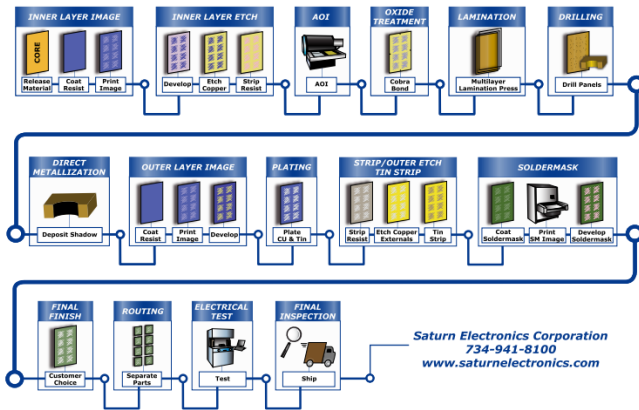 INNER LAYER IMAGE
CORE
Release
Material
Coat
Resist
Print
Image
INNER LAYER ETCH
Develop
Etch
Copper
Strip
Resist
AOI
AOI
OXIDE
TREATMENT
Cobra
Bond
LAMINATION
Multilayer
Lamination Press
DRILLING
Drill Panels
DIRECT
METALLIZATION
Deposit Shadow
OUTER LAYER IMAGE
Coat
Resist
Print
Image
Develop
PLATING
Plate
CU & Tin
STRIP/OUTER ETCH
TIN STRIP
Strip
Resist
Etch Copper
Externals
Tin
Strip
SOLDERMASK
Coat
Soldermask
Print
SM Image
Develop
Soldermask
FINAL
FINISH
Customer
Choice
ROUTING
Separate
Parts
ELECTRICAL
TEST
Test
FINAL
INSPECTION
Ship
Saturn Electronics Corporation
734-941-8100
www.saturnelectronics.com